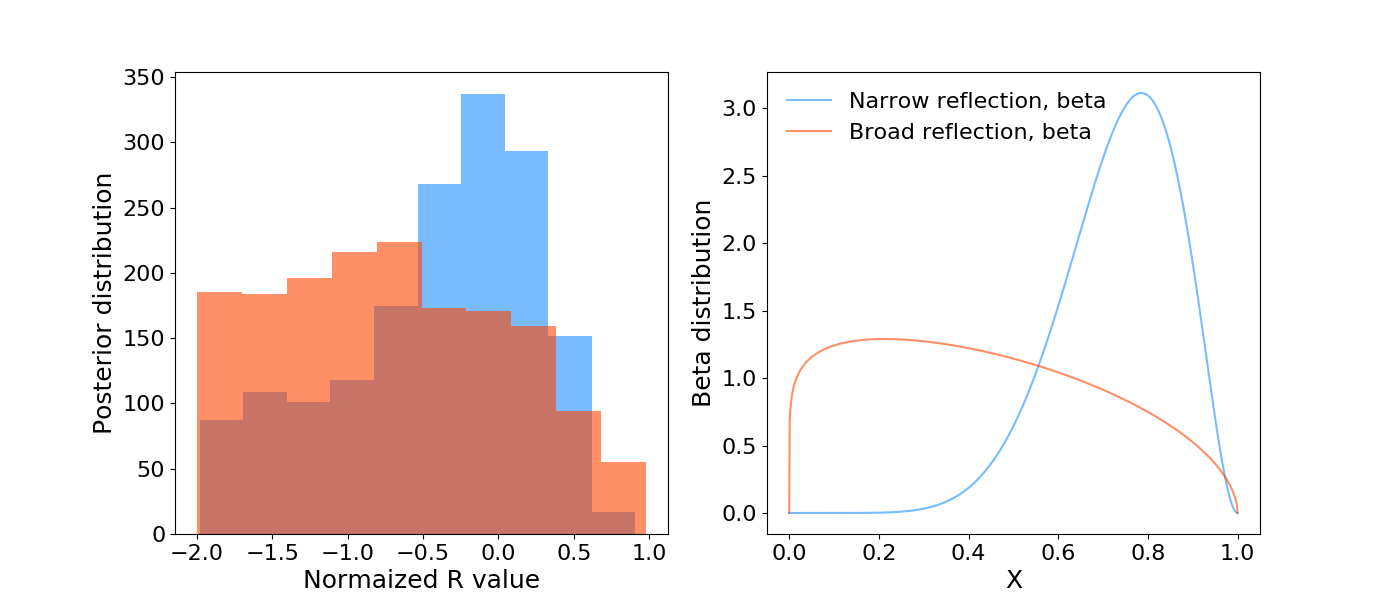 Posterior distribution
350
300
250
200
150
100
50
0
−2.0 −1.5 −1.0 −0.5 0.0 0.5 1.0
Normaized R value
Beta distribution
3.0
2.5
2.0
1.5
1.0
0.5
0.0
Narrow reflection, beta
Broad reflection, beta
0.0 0.2 0.4 0.6 0.8 1.0
X